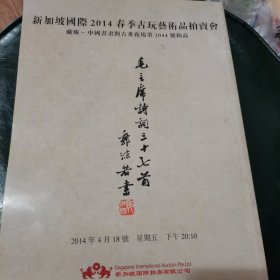 新加坡國際2014春季古玩藝術品拍賣會
藏臻－中國書畫與古董夜場第2044號拍品
毛主席詩詞三十七首
郭沫若書
2014年4月18號 星期五 下午20:10
Singapore International Auction Pte Ltd
新加坡國際拍賣有限公司